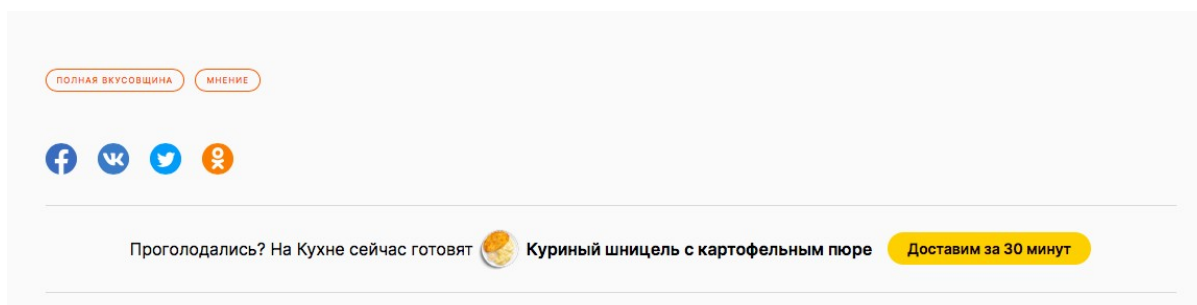 ПОЛНАЯ ВКУСОВЩИНА МНЕНИЕ
Проголодались? На Кухне сейчас готовят Куриный шницель с картофельным пюре Доставим за 30 минут